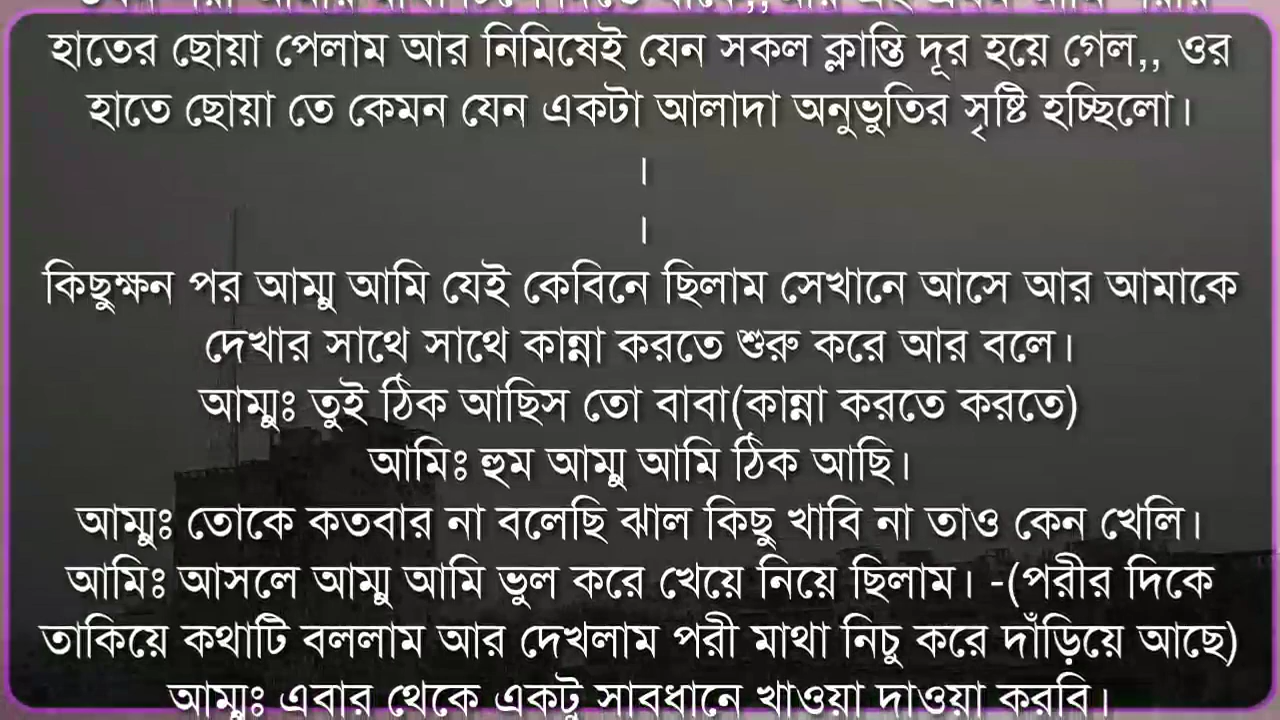 হাতের ছোয়া পেলাম আর নিমিষেই যেন সকল ক্লান্তি দূর হয়ে গেল,, ওর
হাতে ছোয়া তে কেমন যেন একটা আলাদা অনুভুতির সৃষ্টি হচ্ছিলো।
।
।
কিছুক্ষন পর আম্মু আমি যেই কেবিনে ছিলাম সেখানে আসে আর আমাকে
দেখার সাথে সাথে কান্না করতে শুরু করে আর বলে।
আম্মুঃ তুই ঠিক আছিস তো বাবা(কান্না করতে করতে)
আমিঃ হুম আম্মু আমি ঠিক আছি।
আম্মুঃ তোকে কতবার না বলেছি ঝাল কিছু খাবি না তাও কেন খেলি।
আমিঃ আসলে আম্মু আমি ভুল করে খেয়ে নিয়ে ছিলাম। -(পরীর দিকে
তাকিয়ে কথাটি বললাম আর দেখলাম পরী মাথা নিচু করে দাঁড়িয়ে আছে)
আম্মুঃ এবার থেকে একটু সাবধানে খাওয়া দাওয়া করবি।